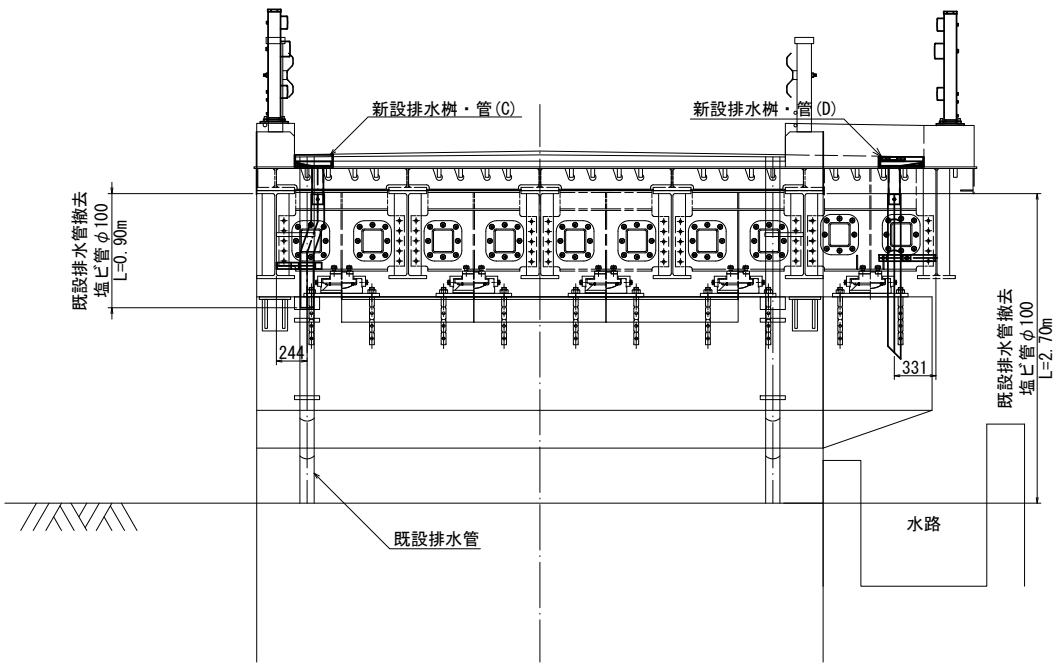 新設排水桝・管(C)
新設排水桝・管(D)
既設排水管撤去
塩ビ管φ100
L=0.90m
244
331
既設排水管撤去
塩ビ管φ100
L=2.70m
既設排水管
水路